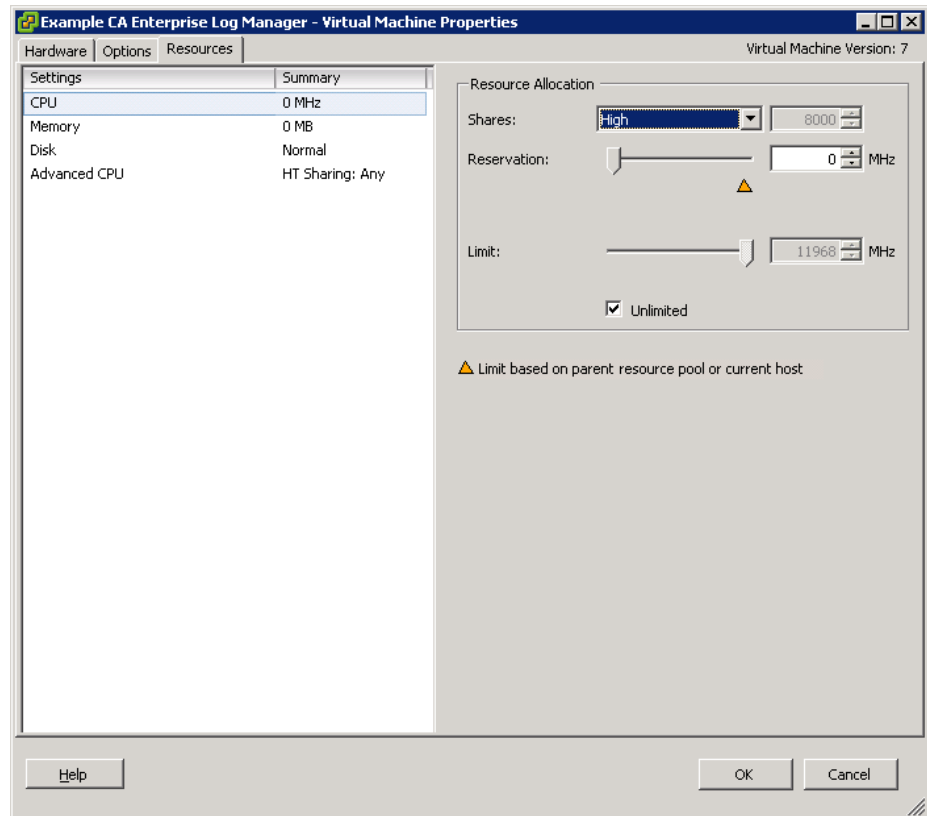 Example CA Enterprise Log Manager - Virtual Machine Properties
Hardware Options Resources Virtual Machine Version: 7
Settings Summary
CPU 0 MHz
Memory 0 MB
Disk Normal
Advanced CPU HT Sharing: Any
Resource Allocation
Shares: High 8000
Reservation: 0 MHz
Limit: 11968 MHz
Unlimited
Limit based on parent resource pool or current host
Help OK Cancel